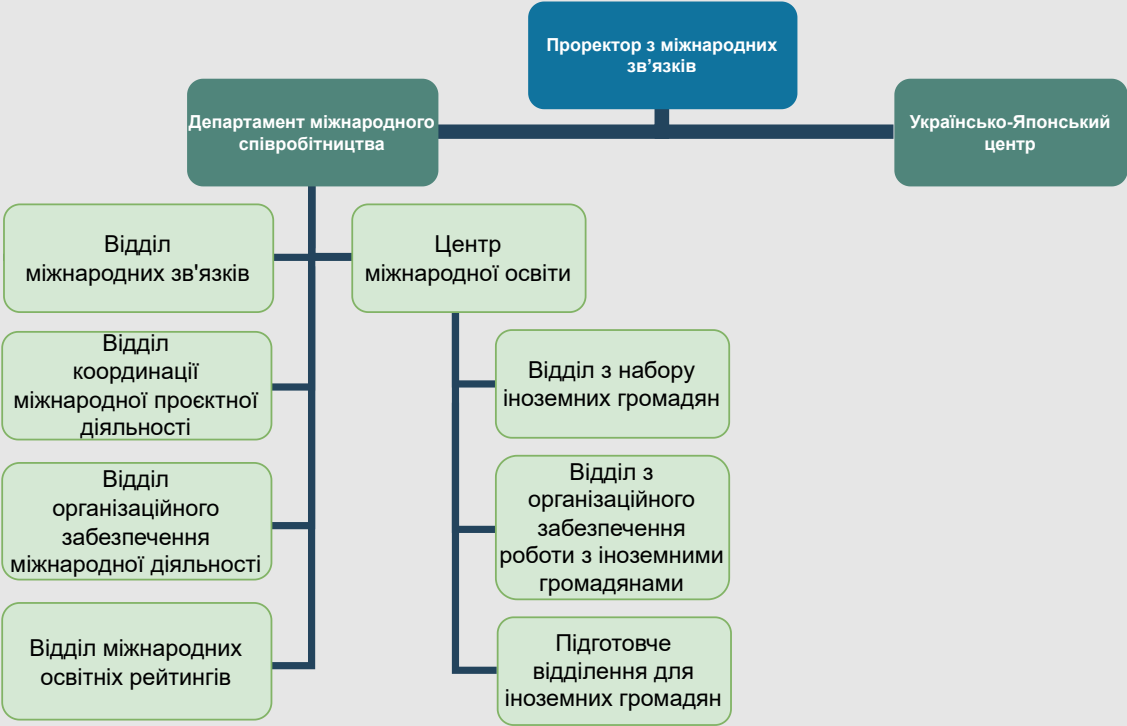 Проректор з міжнародних
зв’язків
Департамент міжнародного
співробітництва
Українсько-Японський
центр
Відділ
міжнародних зв'язків
Центр
міжнародної освіти
Відділ
координації
міжнародної проєктної
діяльності
Відділ з набору
іноземних громадян
Відділ
організаційного
забезпечення
міжнародної діяльності
Відділ з
організаційного
забезпечення
роботи з іноземними
громадянами
Відділ міжнародних
освітніх рейтингів
Підготовче
відділення для
іноземних громадян